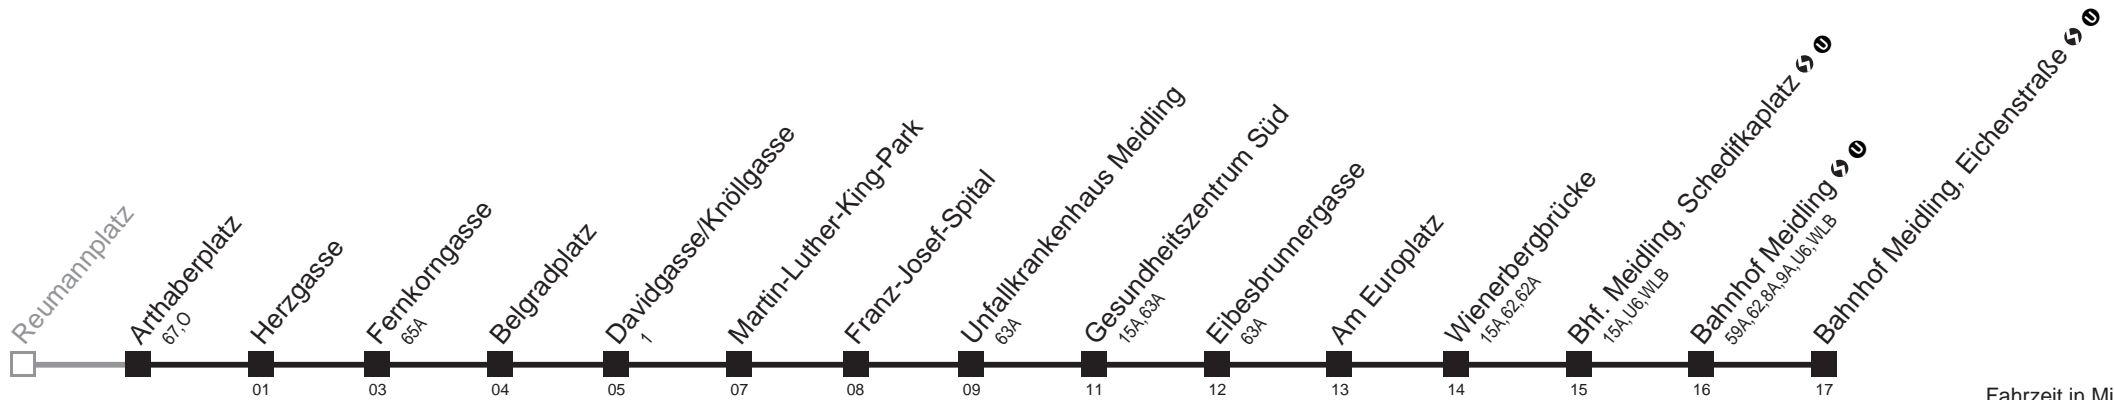 Reumannplatz
Arthaberplatz
67,O
Herzgasse
01
Fernkorngasse
65A
03
Belgradplatz
04
Davidgasse/Knöllgasse
1
05
Martin-Luther-King-Park
07
Franz-Josef-Spital
08
Unfallkrankenhaus Meidling
63A
09
Gesundheitszentrum Süd
15A,63A
11
Eibesbrunnergasse
63A
12
Am Europlatz
13
Wienerbergbrücke
15A,62,62A
14
Bhf. Meidling, Schedifkaplatz S U
15A,U6,WLB
15
Bahnhof Meidling S U
59A,62,8A,9A,U6,WLB
16
Bahnhof Meidling, Eichenstraße S U
17
Fahrzeit in Mi